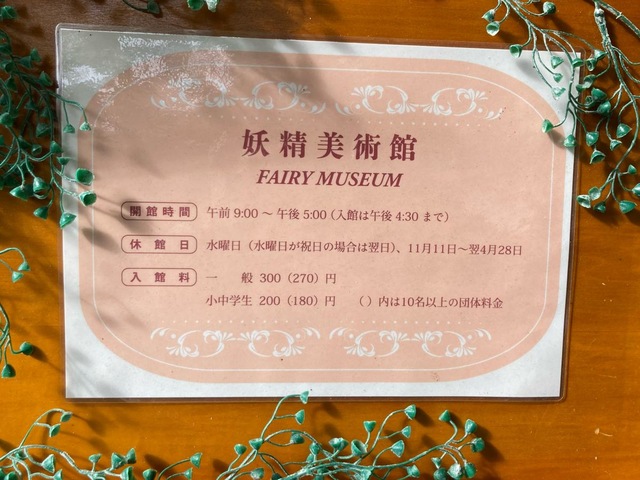 妖精美術館
FAIRY MUSEUM
開館時間 午前 9:00 ～ 午後 5:00（入館は午後 4:30 まで）
休館日 水曜日（水曜日が祝日の場合は翌日）、11月11日～翌4月28日
入館料 一　般 300（270）円
小中学生 200（180）円　（ ）内は10名以上の団体料金